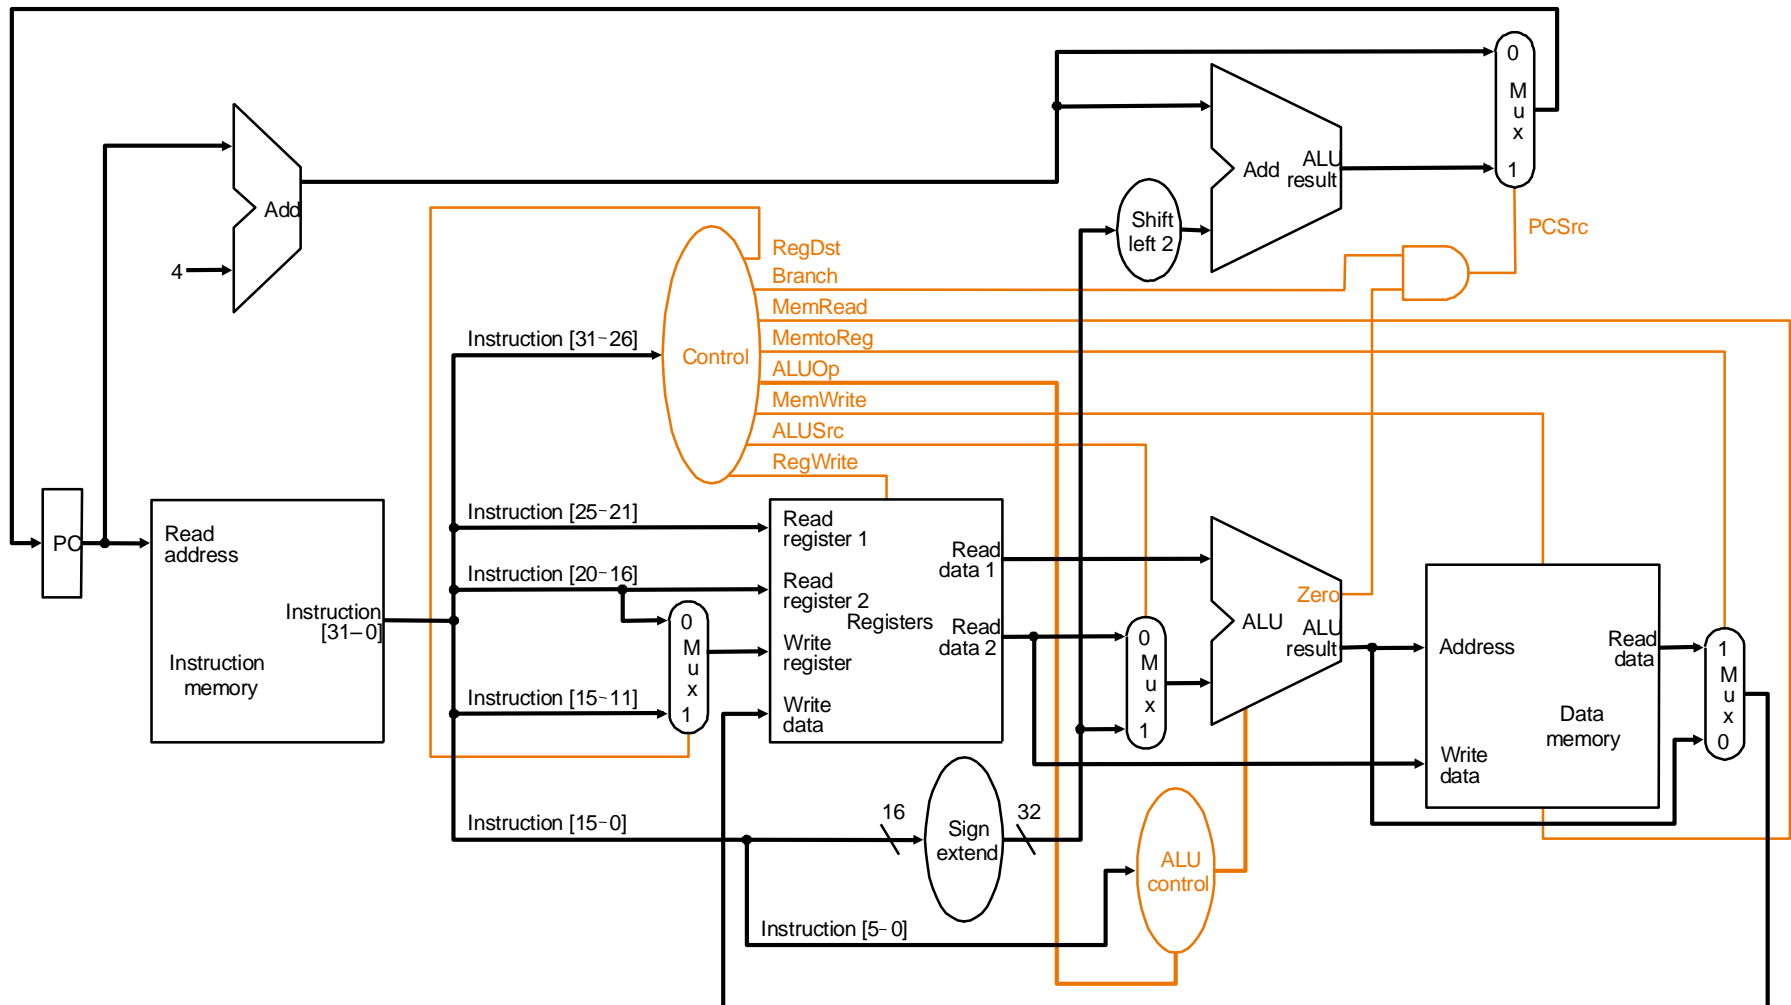 0
M
u
x
1
ALU
Add result
Shift
left 2
PCSrc
Add
4
RegDst
Branch
MemRead
MemtoReg
ALUOp
MemWrite
ALUSrc
RegWrite
Control
Instruction [31–26]
Instruction [25–21]
Instruction [20–16]
Instruction [15–11]
Instruction [15–0]
Instruction [5–0]
PC
Read
address
Instruction
[31–0]
Instruction
memory
0
M
u
x
1
Read
register 1
Read
register 2
Write
register
Write
data
Registers
Read
data 1
Read
data 2
0
M
u
x
1
Zero
ALU
ALU
result
Address
Write
data
Read
data
Data
memory
1
M
u
x
0
16
Sign
extend
32
ALU
control